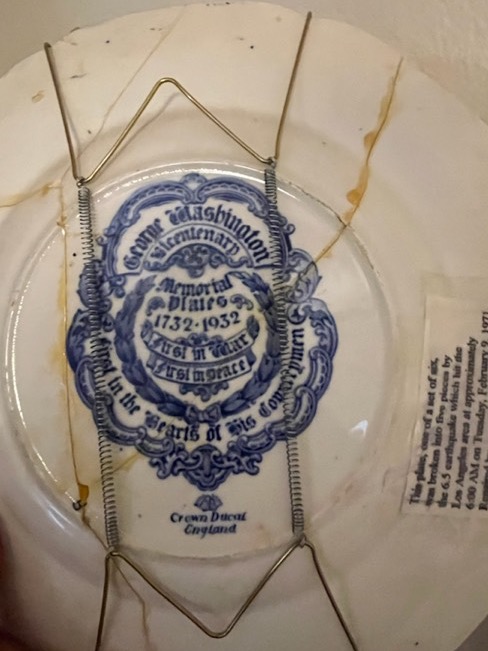 George Washington
Bicentenary
Memorial
Plates
1732-1932
First in War
First in Peace
in the Hearts of His Countrymen
Crown Ducal
England
This plate, one of a set of six,
was broken into five pieces by
the 6.5 earthquake which hit the
Los Angeles area at approximately
6:00 AM on Tuesday, February 9, 1971